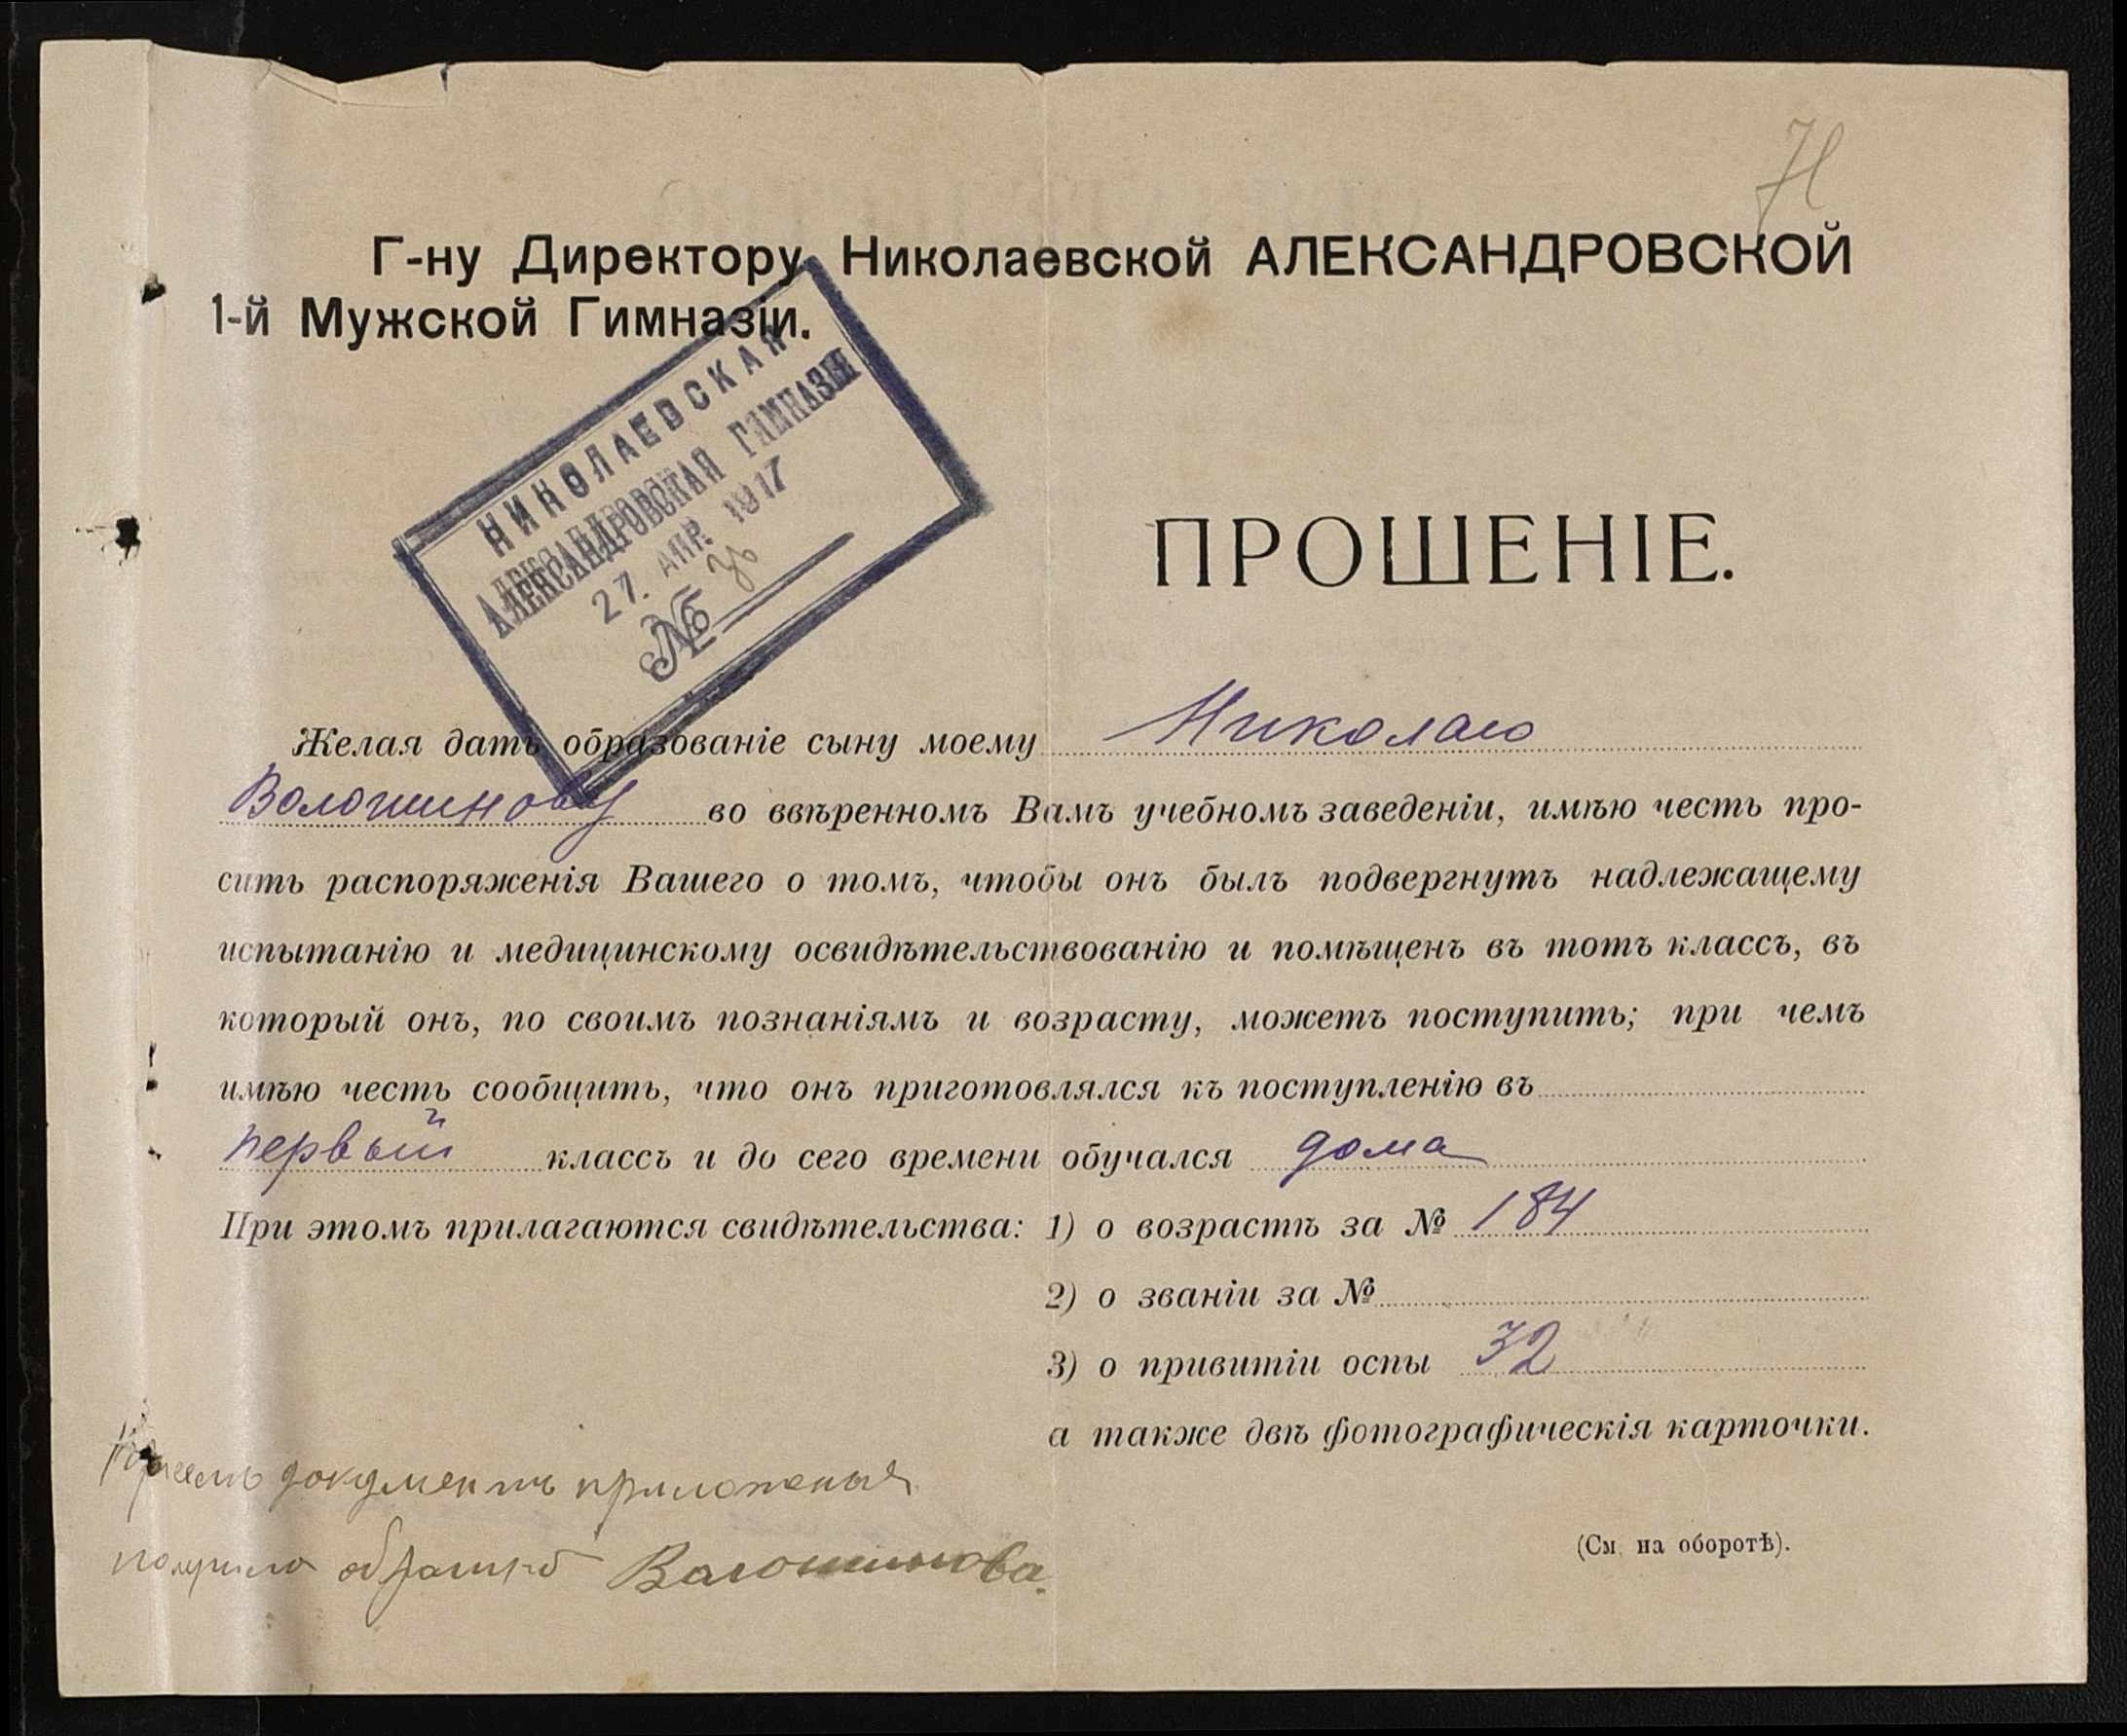 Г-ну Директору Николаевской АЛЕКСАНДРОВСКОЙ
1-й Мужской Гимназіи.
НИКОЛАЕВСКАЯ
АЛЕКСАНДРОВСКАЯ ГИМНАЗІЯ
27. АПР. 1917
№
ПРОШЕНІЕ.
Желая дать образованіе сыну моему Николаю
Волошинову во ввѣренномъ Вамъ учебномъ заведеніи, имѣю честь про-
сить распоряженія Вашего о томъ, чтобы онъ былъ подвергнутъ надлежащему
испытанію и медицинскому освидѣтельствованію и помѣщенъ въ тотъ классъ, въ
который онъ, по своимъ познаніямъ и возрасту, можетъ поступить; при чемъ
имѣю честь сообщить, что онъ приготовлялся къ поступленію въ
первый классъ и до сего времени обучался дома
При этомъ прилагаются свидѣтельства: 1) о возрастѣ за № 184
2) о званіи за №
3) о привитіи оспы 32
а также двѣ фотографическія карточки.
документъ приложенія
(См. на оборотѣ).
получила обратно Волошинова.